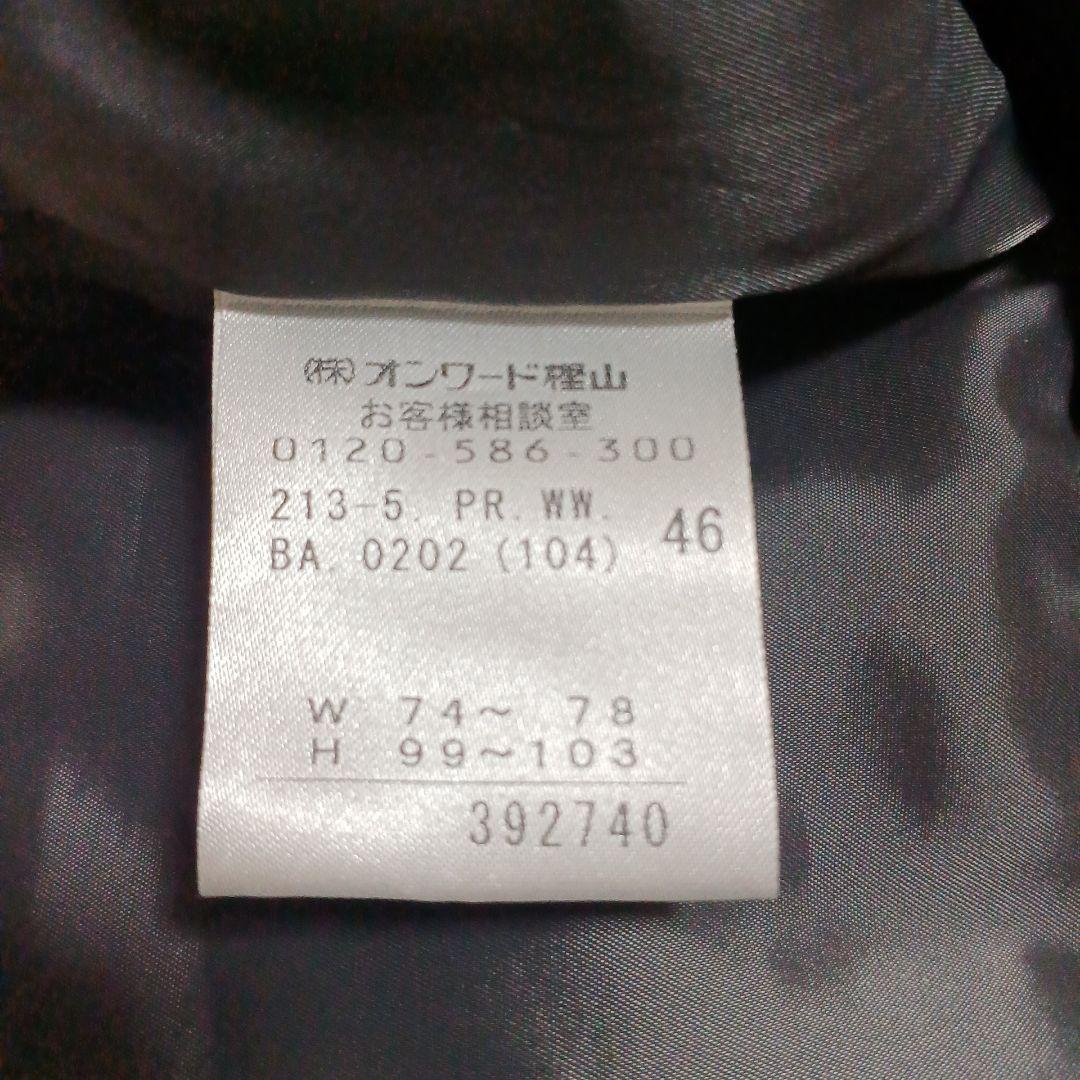 (株)オンワード樫山
お客様相談室
0120-586-300
213-5. PR. WW.
BA. 0202 (104) 46
W 74~ 78
H 99~103
392740